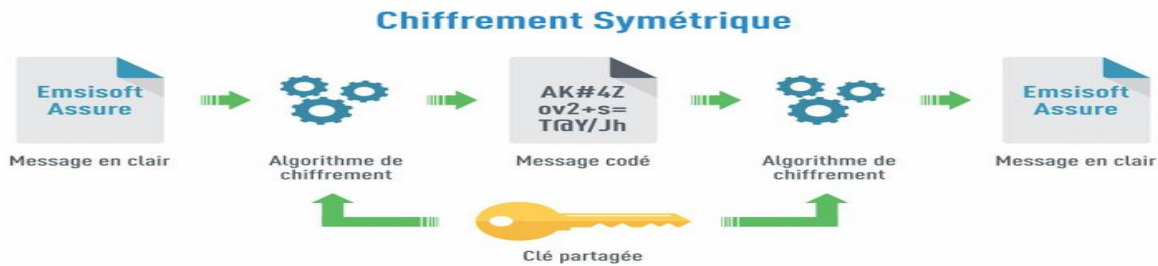 Chiffrement Symétrique
Emsisoft
Assure
AK#4Z
ov2+s=
T@Y/Jh
Emsisoft
Assure
Message en clair
Algorithme de
chiffrement
Message codé
Algorithme de
chiffrement
Message en clair
Clé partagée